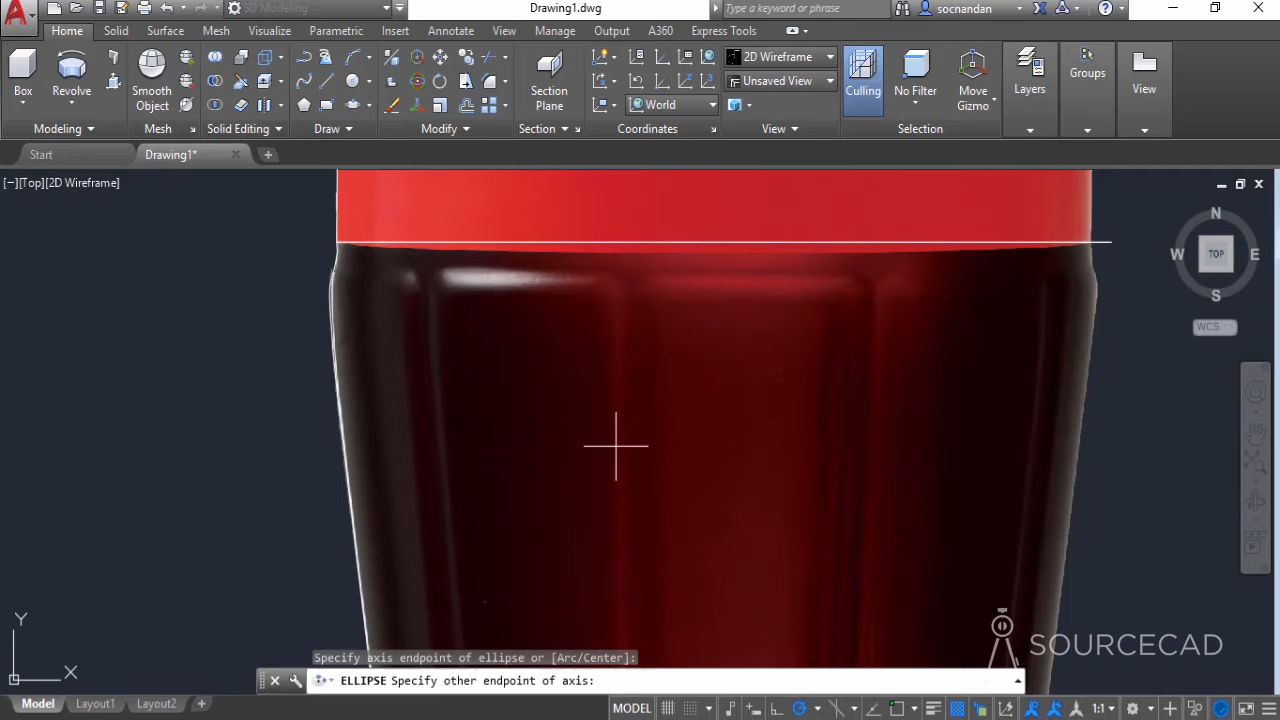 3D Modeling
Drawing1.dwg
Type a keyword or phrase
socnandan
Home Solid Surface Mesh Visualize Parametric Insert Annotate View Manage Output A360 Express Tools
2D Wireframe
Unsaved View
World
Box Revolve Smooth Object Section Plane Culling No Filter Move Gizmo Layers Groups View
Modeling Mesh Solid Editing Draw Modify Section Coordinates View Selection
Start Drawing1*
[–][Top][2D Wireframe]
N
W TOP E
S
WCS
Y
X
SOURCECAD
Specify axis endpoint of ellipse or [Arc/Center]:
ELLIPSE Specify other endpoint of axis:
Model Layout1 Layout2 + MODEL 1:1